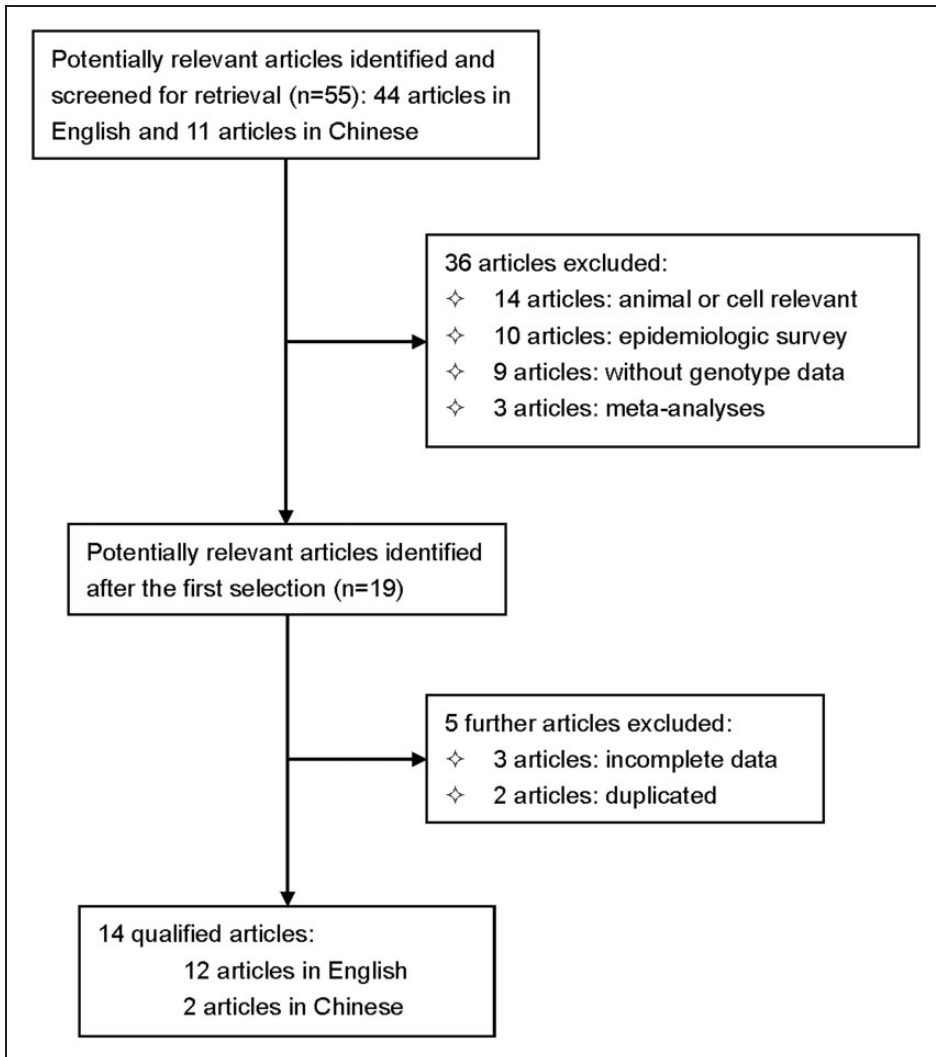 Potentially relevant articles identified and
screened for retrieval (n=55): 44 articles in
English and 11 articles in Chinese
36 articles excluded:
✧ 14 articles: animal or cell relevant
✧ 10 articles: epidemiologic survey
✧ 9 articles: without genotype data
✧ 3 articles: meta-analyses
Potentially relevant articles identified
after the first selection (n=19)
5 further articles excluded:
✧ 3 articles: incomplete data
✧ 2 articles: duplicated
14 qualified articles:
12 articles in English
2 articles in Chinese